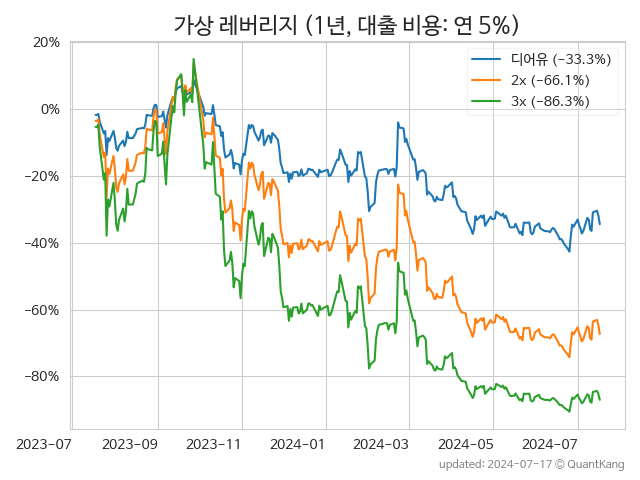 가상 레버리지 (1년, 대출 비용: 연 5%)
디어유 (−33.3%)
2x (−66.1%)
3x (−86.3%)
20%
0%
−20%
−40%
−60%
−80%
2023-07
2023-09
2023-11
2024-01
2024-03
2024-05
2024-07
updated: 2024-07-17 © QuantKang